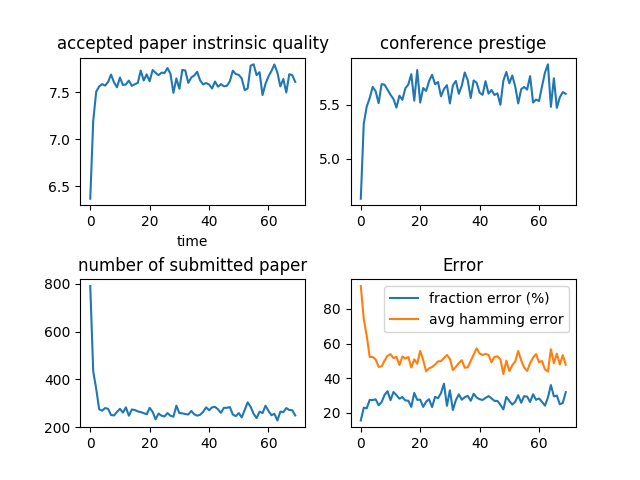 accepted paper instrinsic quality
7.5
7.0
6.5
0 20 40 60
time
conference prestige
5.5
5.0
0 20 40 60
number of submitted paper
800
600
400
200
0 20 40 60
Error
fraction error (%)
avg hamming error
80
60
40
20
0 20 40 60